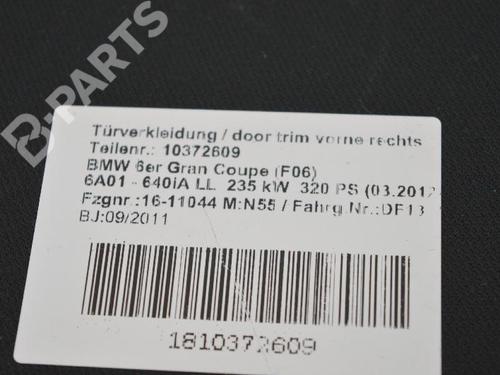 B-PARTS
Türverkleidung / door trim vorne rechts
Teilenr.: 10372609
BMW 6er Gran Coupe (F06)
6A01 - 640iA LL 235 kW 320 PS (03.2012
Fzgnr.:16-11044 M:N55 / Fahrg.Nr.:DF13
BJ:09/2011
1810372609